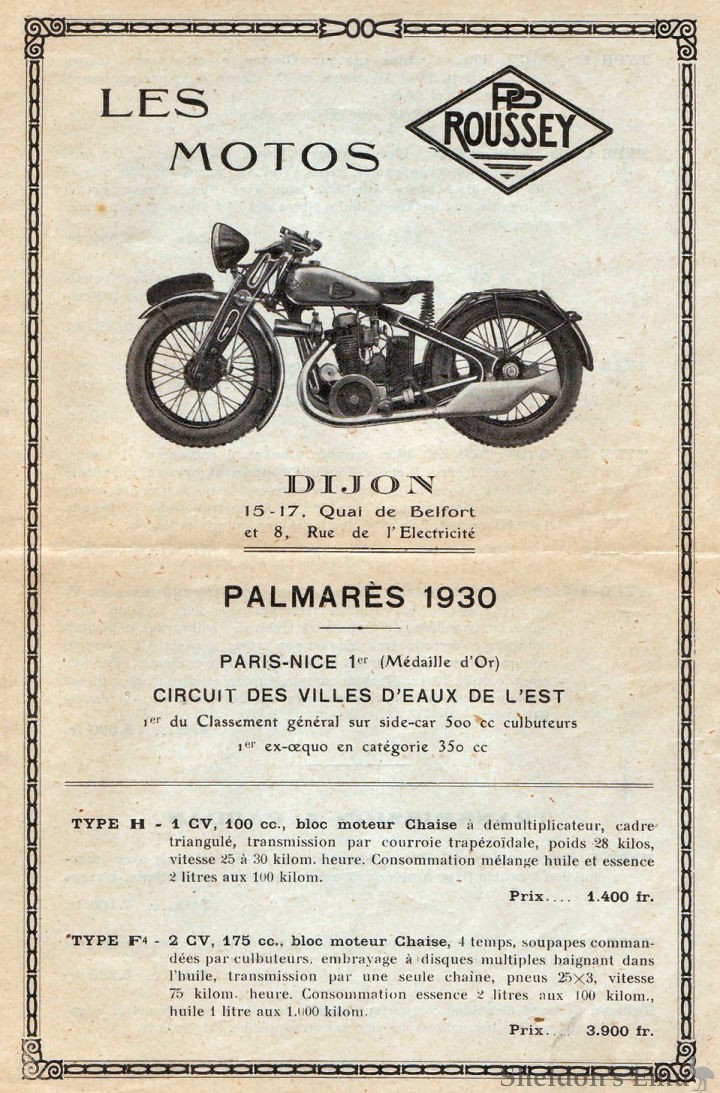 LES
MOTOS
PP
ROUSSEY
DIJON
15-17, Quai de Belfort
et 8, Rue de l'Electricité
PALMARÈS 1930
PARIS-NICE 1er (Médaille d'Or)
CIRCUIT DES VILLES D'EAUX DE L'EST
1er du Classement général sur side-car 500 cc culbuteurs
1er ex-œquo en catégorie 350 cc
TYPE H - 1 CV, 100 cc., bloc moteur Chaise à démultiplicateur, cadre
triangulé, transmission par courroie trapézoïdale, poids 28 kilos,
vitesse 25 à 30 kilom. heure. Consommation mélange huile et essence
2 litres aux 100 kilom.
Prix.... 1.400 fr.
TYPE F4 - 2 CV, 175 cc., bloc moteur Chaise, 4 temps, soupapes comman-
dées par culbuteurs, embrayage à disques multiples baignant dans
l'huile, transmission par une seule chaîne, pneus 25×3, vitesse
75 kilom. heure. Consommation essence 2 litres aux 100 kilom.,
huile 1 litre aux 1.000 kilom.
Prix.... 3.900 fr.
Sheldon's Emu